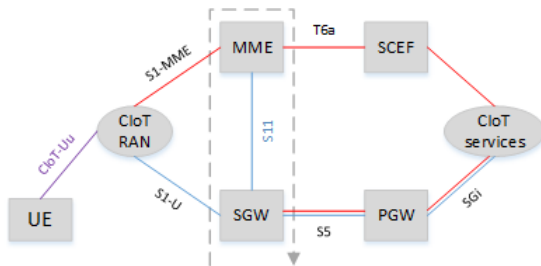 MME
T6a
SCEF
S1-MME
CIoT
RAN
S11
CIoT
services
CIoT-Uu
S1-U
UE
SGW
S5
PGW
SGi